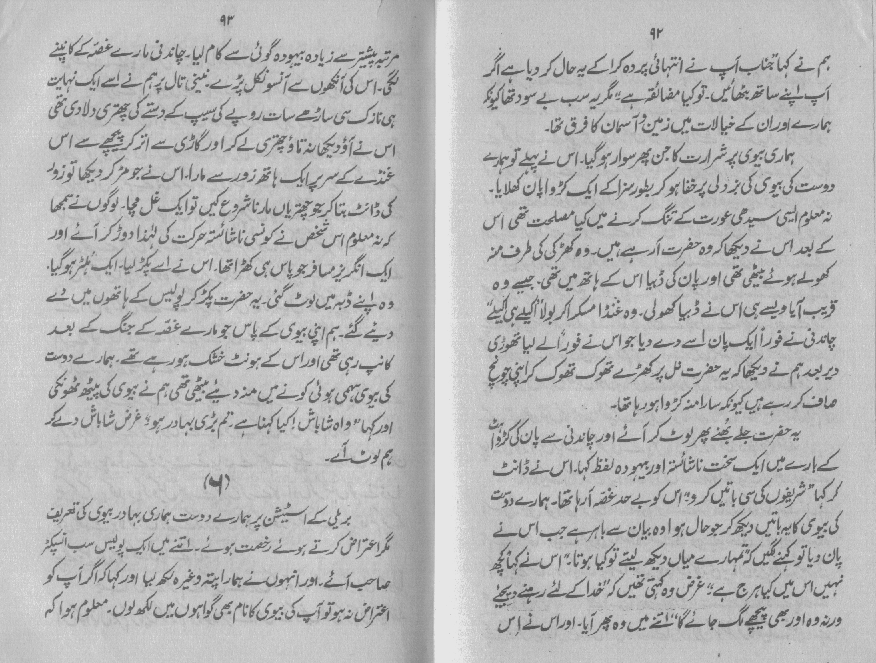 ۹۲
ہم نے کہا جناب آپ نے انتہائی پردہ کرا کے یہ حال کر دیا ہے اگر
آپ اپنے ساتھ بٹھائیں۔ تو کیا مضائقہ ہے" مگر یہ سب بے سود تھا کیونکہ
ہمارے اور ان کے خیالات میں زمین و آسمان کا فرق تھا۔
ہماری بیوی پر شرارت کا جن پھر سوار ہو گیا۔ اس نے پہلے تو ہمارے
دوست کی بیوی کی بزدلی پر خفا ہو کر بطور سزا کے ایک کڑوا پان کھلایا۔
نہ معلوم ایسی سیدھی عورت کے تنگ کرنے میں کیا مصلحت تھی اس
کے بعد اس نے دیکھا کہ وہ حضرت آ رہے ہیں۔ وہ کھڑکی کی طرف منہ
کھولے ہوئے بیٹھی تھی اور پان کی ڈبیا اس کے ہاتھ میں تھی۔ جیسے وہ
قریب آیا ویسے ہی اس نے ڈبیا کھولی۔ وہ غنڈا مسکرا کر بولا "اکیلے ہی اکیلے"
چاندنی نے فوراً ایک پان اسے دے دیا جو اس نے فوراً لے لیا تھوڑی
دیر بعد ہم نے دیکھا کہ یہ حضرت نل پر کھڑے تھوک تھوک کر اپنی چونچ
صاف کر رہے ہیں کیونکہ سارا منہ کڑوا ہو رہا تھا۔
یہ حضرت جلے بھنے پھر لوٹ کر آئے اور چاندنی سے پان کی کڑواہٹ
کے بارے میں ایک سخت ناشائستہ اور بیہودہ لفظ کہا۔ اس نے ڈانٹ
کر کہا "شریفوں کی سی باتیں کرو" اس کو بے حد غصہ آ رہا تھا۔ ہمارے دوست
کی بیوی کا یہ باتیں دیکھ کر جو حال ہوا وہ بیان سے باہر ہے جب اس نے
پان دیا تو کہنے لگیں کہ "تمہارے میاں دیکھ لیتے تو کیا ہوتا۔" اس نے کہا "کچھ
نہیں اس میں کیا ہرج ہے" غرض وہ کہتی تھیں کہ "خدا کے لئے رہنے دیجیئے
ورنہ وہ اور بھی پیچھے لگ جائے گا" اتنے میں وہ پھر آیا۔ اور اس نے اس
۹۳
مرتبہ پیشتر سے زیادہ بیہودہ گوئی سے کام لیا۔ چاندنی مارے غصہ کے کانپنے
لگی۔ اس کی آنکھوں سے آنسو نکل پڑے۔ نینی تال پر ہم نے اسے ایک نہایت
ہی نازک سی ساڑھے سات روپے کی سیپ کے دستے کی چھتری دلا دی تھی
اس نے آؤ دیکھا نہ تاؤ چھتری لے کر اور گاڑی سے اتر کر پیچھے سے اس
غنڈے کے سر پر ایک ہاتھ زور سے مارا۔ اس نے جو مڑ کر دیکھا تو
کی ڈانٹ بتا کر جو چھتریاں مارنا شروع کیں تو ایک غل مچا۔ لوگوں نے سمجھا
کہ نہ معلوم اس شخص نے کونسی ناشائستہ حرکت کی لہٰذا دوڑ کر آئے اور
ایک انگریز مسافر جو پاس ہی کھڑا تھا۔ اس نے اسے پکڑ لیا۔ ایک ہلڑ ہو گیا۔
وہ اپنے ڈبہ میں لوٹ گئی۔ یہ حضرت پکڑ کر پولیس کے ہاتھوں میں دے
دیئے گئے۔ ہم اپنی بیوی کے پاس جو مارے غصہ کے جنگ کے بعد
کانپ رہی تھی اور اس کے ہونٹ خشک ہو رہے تھے۔ ہمارے دوست
کی بیوی سہمی ہوئی کونے میں منہ دیئے بیٹھی تھی ہم نے بیوی کی پیٹھ ٹھونکی
اور کہا "واہ شاباش! کیا کہنا ہے۔ تم بڑی بہادر ہو" غرض شاباش دے کر
ہم لوٹ آئے۔
(۶)
بریلی کے اسٹیشن پر ہمارے دوست ہماری بہادر بیوی کی تعریف
مگر اعتراض کرتے ہوئے رخصت ہوئے۔ اتنے میں ایک پولیس سب انسپکٹر
صاحب آئے۔ اور انہوں نے ہمارا پتہ وغیرہ لکھ لیا اور کہا کہ اگر آپ کو
اعتراض نہ ہو تو آپ کی بیوی کا نام بھی گواہوں میں لکھ لوں۔ معلوم ہوا کہ